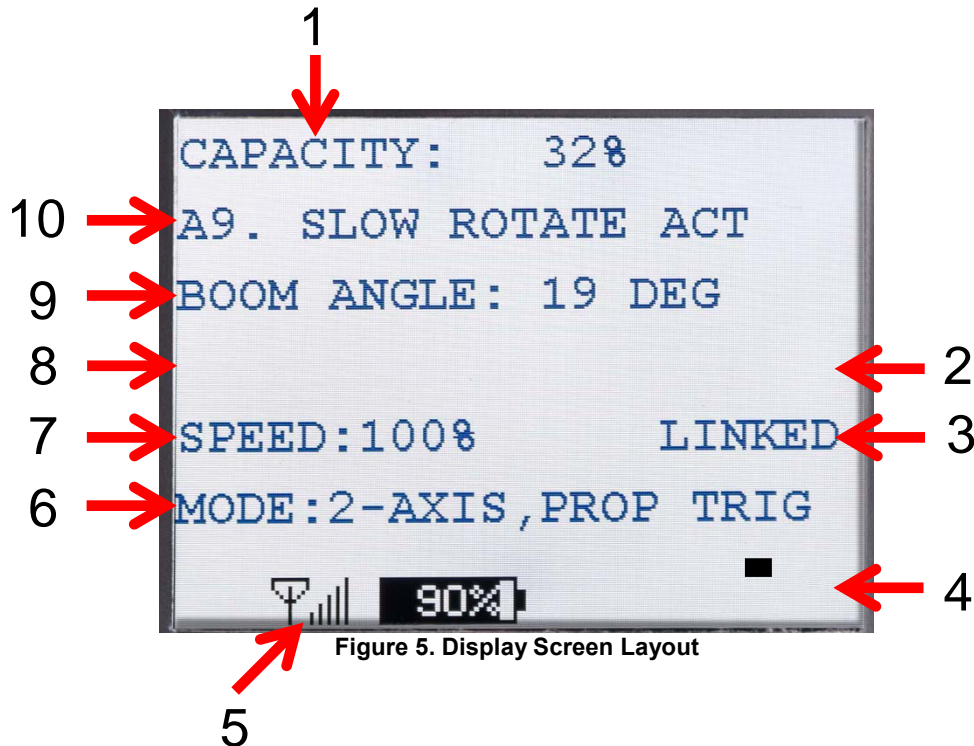 1
CAPACITY: 32%
10 A9. SLOW ROTATE ACT
9 BOOM ANGLE: 19 DEG
8 2
7 SPEED:100% LINKED 3
6 MODE:2-AXIS,PROP TRIG
90% 4
Figure 5. Display Screen Layout
5